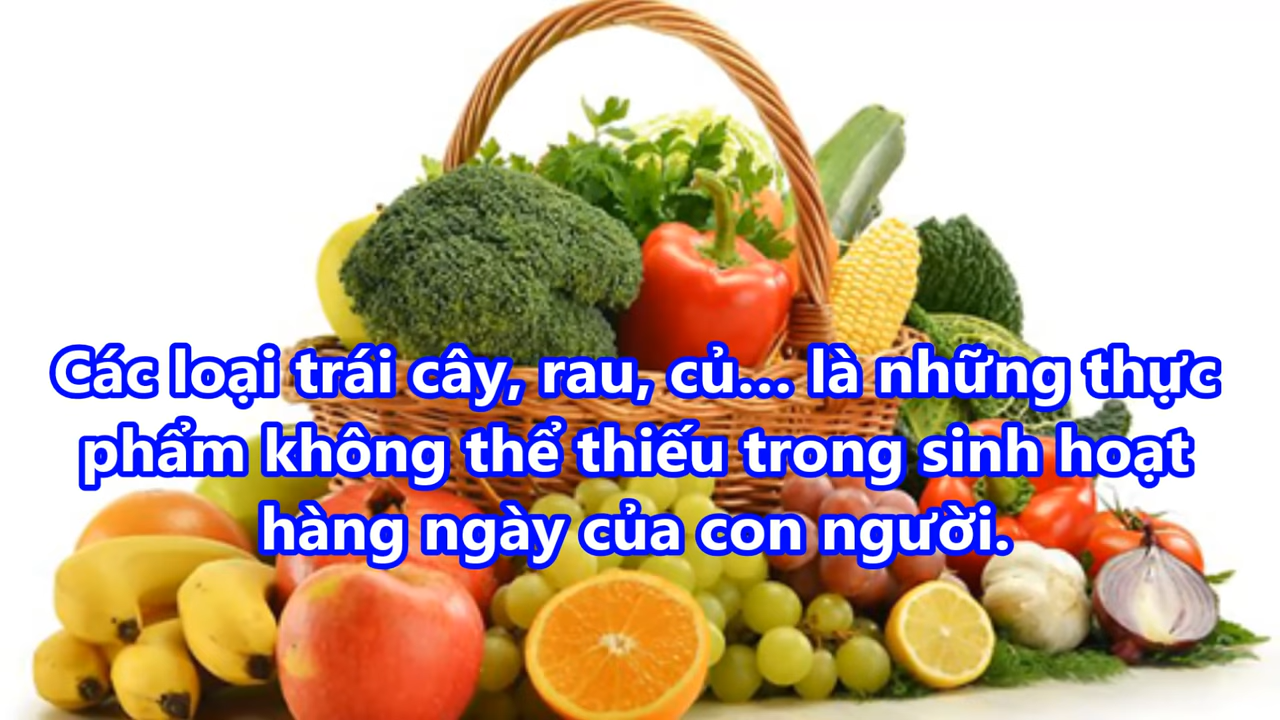 Các loại trái cây, rau, củ... là những thực
phẩm không thể thiếu trong sinh hoạt
hàng ngày của con người.